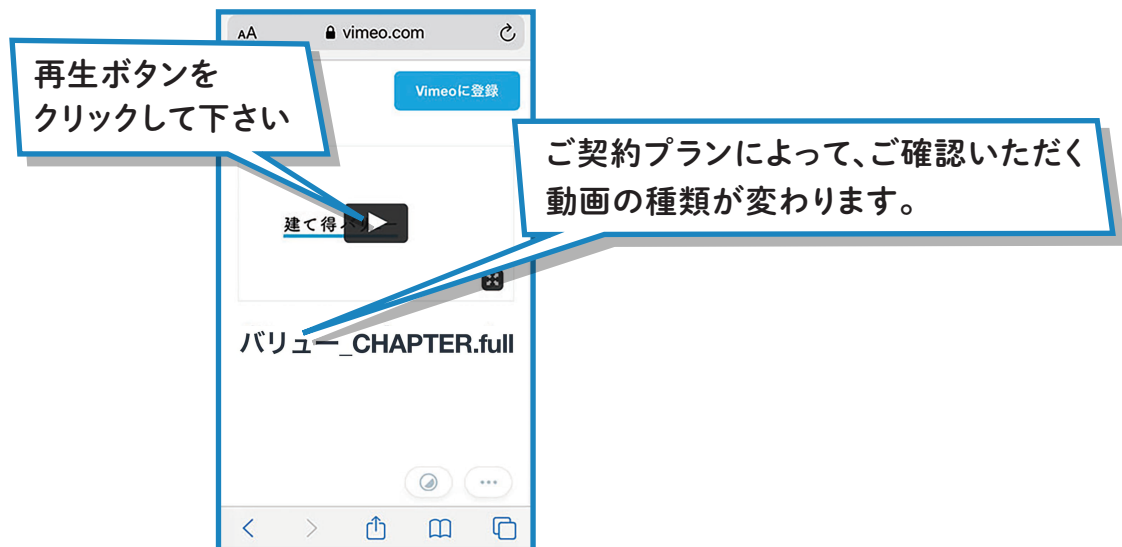 AA vimeo.com
再生ボタンを
クリックして下さい
Vimeoに登録
ご契約プランによって、ご確認いただく
動画の種類が変わります。
建て得
バリュー_CHAPTER.full